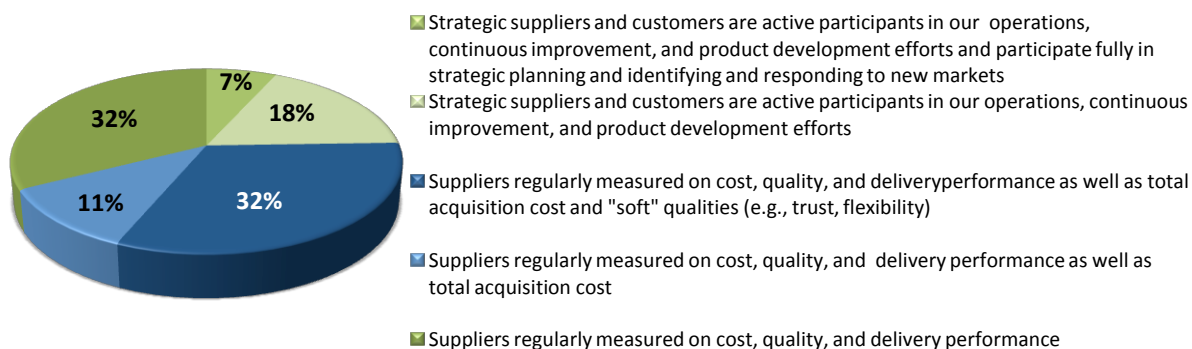 7%
18%
32%
11%
32%
Strategic suppliers and customers are active participants in our operations,
continuous improvement, and product development efforts and participate fully in
strategic planning and identifying and responding to new markets
Strategic suppliers and customers are active participants in our operations, continuous
improvement, and product development efforts
Suppliers regularly measured on cost, quality, and deliveryperformance as well as total
acquisition cost and "soft" qualities (e.g., trust, flexibility)
Suppliers regularly measured on cost, quality, and delivery performance as well as
total acquisition cost
Suppliers regularly measured on cost, quality, and delivery performance